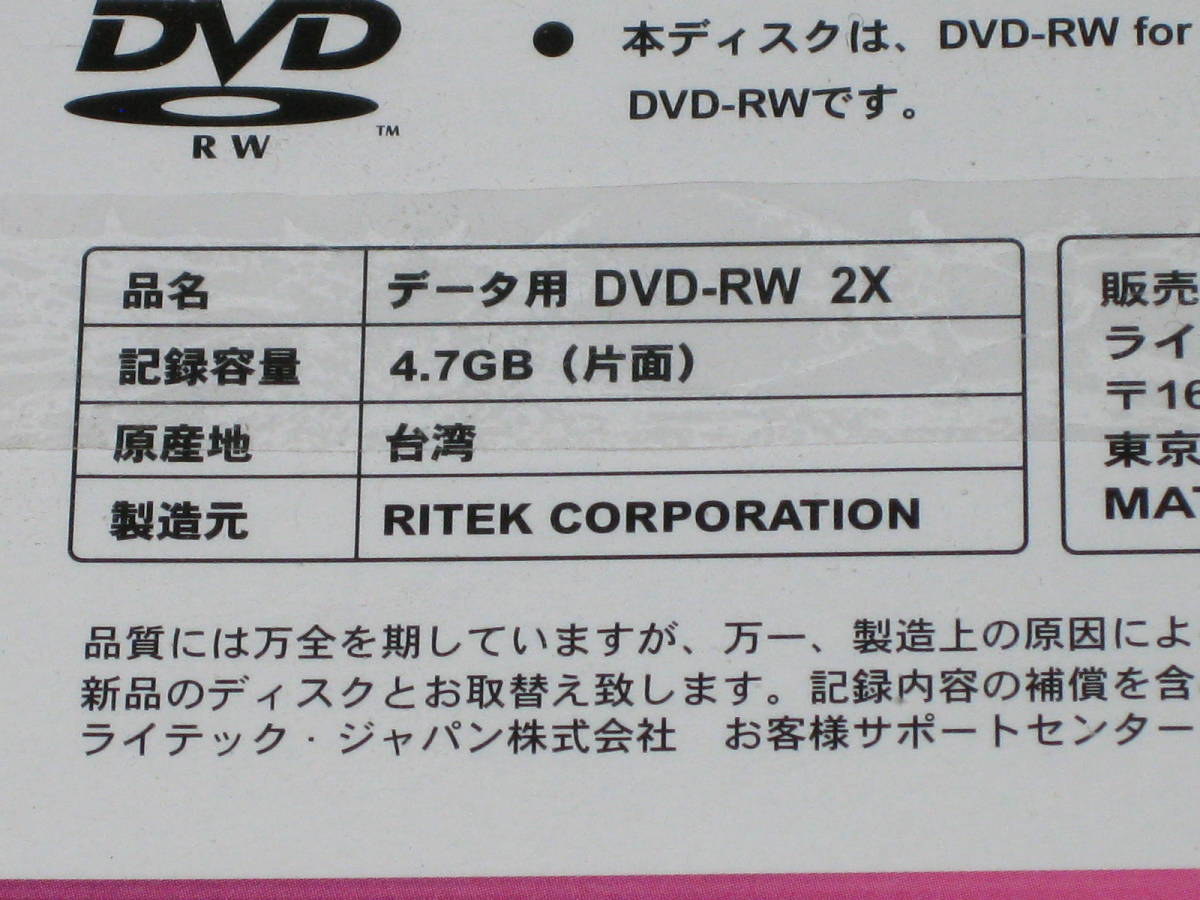 DVD
RW
TM
● 本ディスクは、DVD-RW for
DVD-RWです。
品名 データ用 DVD-RW 2X
記録容量 4.7GB（片面）
原産地 台湾
製造元 RITEK CORPORATION
販売
ライ
〒16
東京
MAT
品質には万全を期していますが、万一、製造上の原因によ
新品のディスクとお取替え致します。記録内容の補償を含
ライテック・ジャパン株式会社　お客様サポートセンター